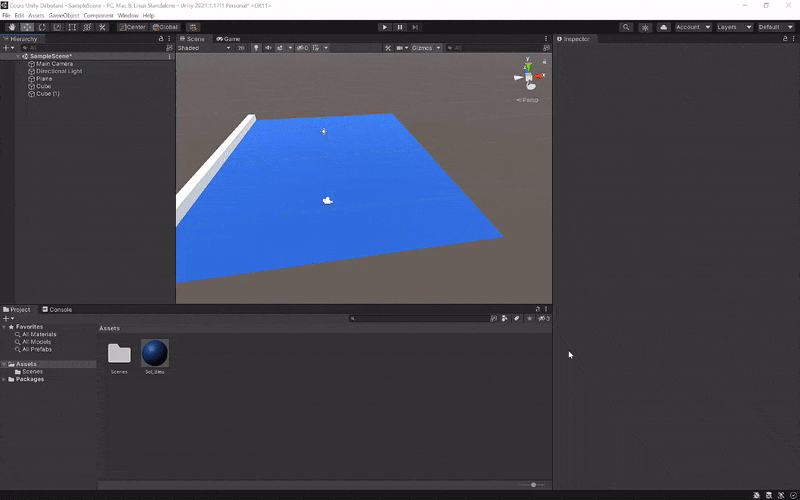 Cours Unity Débutant - SampleScene - PC, Mac & Linux Standalone - Unity 2021.1.17f1 Personal* <DX11>
File Edit Assets GameObject Component Window Help
Center Global Account Layers Default
Hierarchy Scene Game Inspector
All Shaded 2D 0 Gizmos All
SampleScene*
Main Camera
Directional Light
Plane
Cube
Cube (1)
y
x
z
Persp
Project Console
3
Favorites
All Materials
All Models
All Prefabs
Assets
Scenes
Packages
Assets
Scenes Sol_Bleu